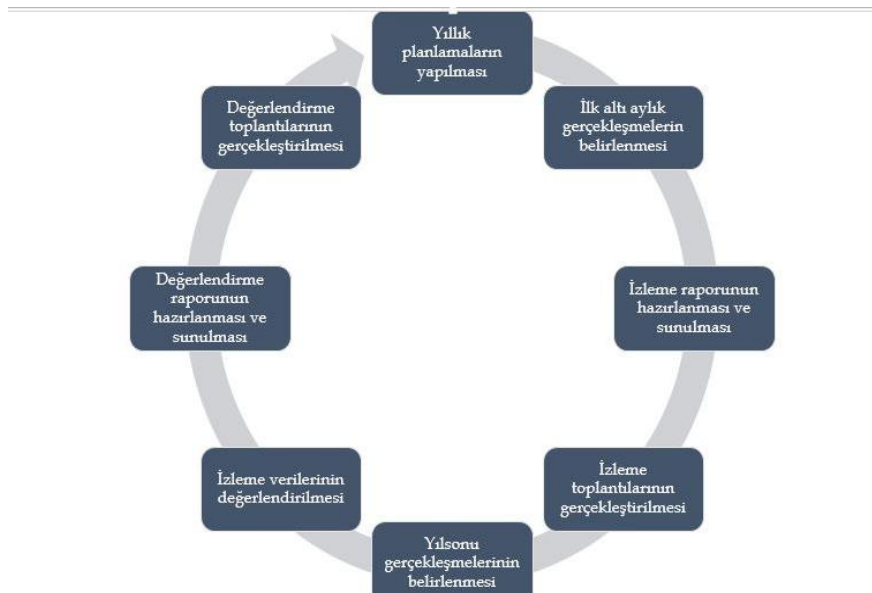 Yıllık
planlamaların
yapılması
İlk altı aylık
gerçekleşmelerin
belirlenmesi
İzleme raporunun
hazırlanması ve
sunulması
İzleme
toplantılarının
gerçekleştirilmesi
Yılsonu
gerçekleşmelerinin
belirlenmesi
İzleme verilerinin
değerlendirilmesi
Değerlendirme
raporunun
hazırlanması ve
sunulması
Değerlendirme
toplantılarının
gerçekleştirilmesi